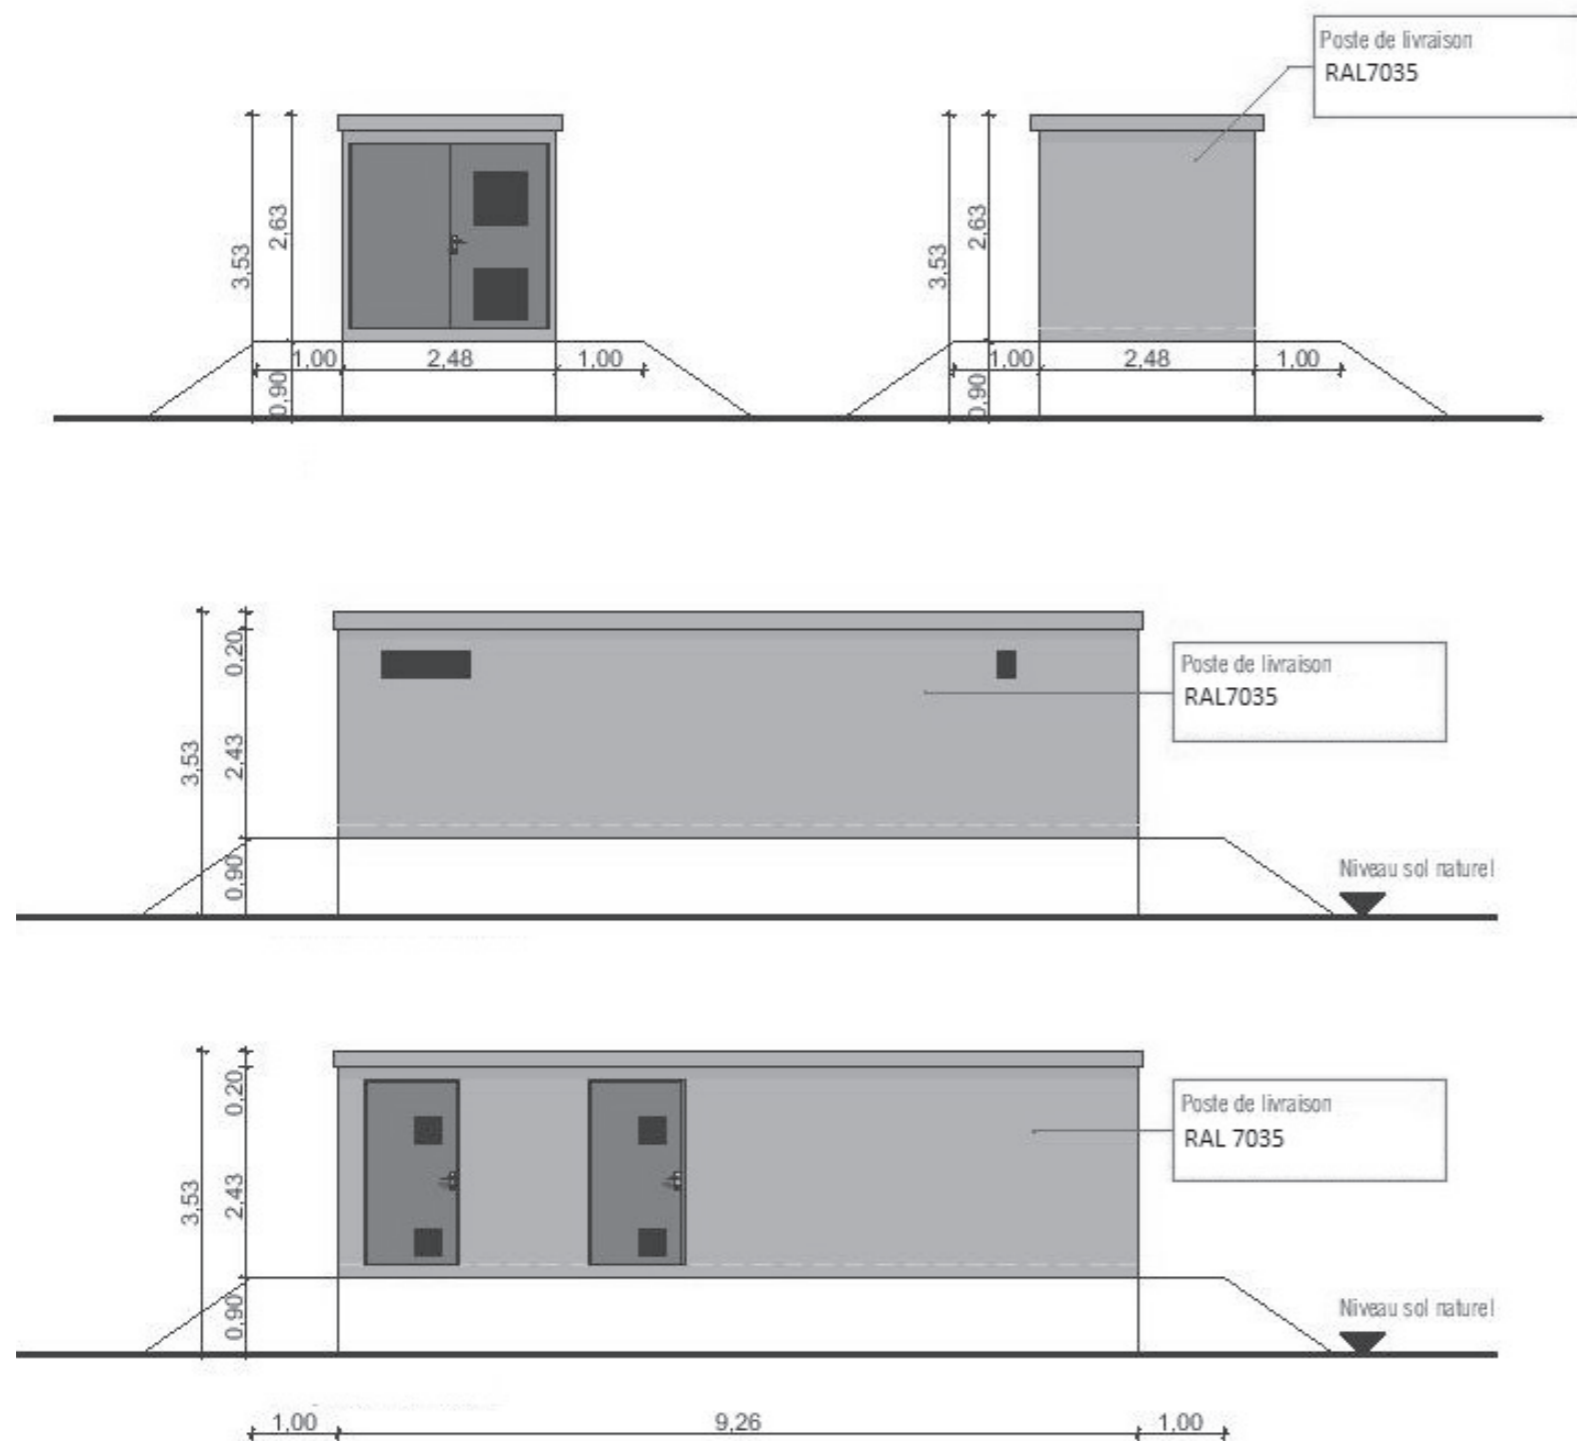 Poste de livraison
RAL7035
3,53
2,63
0,90
1,00
2,48
1,00
3,53
2,63
0,90
1,00
2,48
1,00
3,53
0,20
2,43
0,90
Poste de livraison
RAL7035
Niveau sol naturel
3,53
0,20
2,43
0,90
Poste de livraison
RAL 7035
Niveau sol naturel
1,00
9,26
1,00